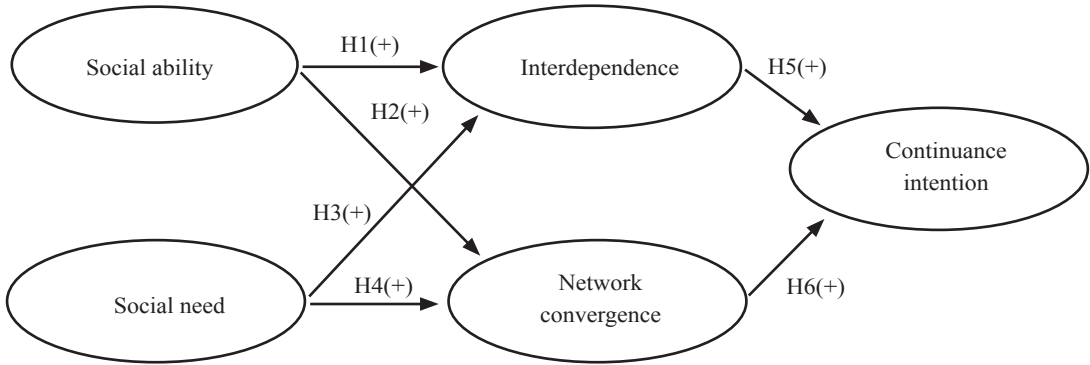 Social ability
H1(+)
Interdependence
H5(+)
H2(+)
Continuance
intention
H3(+)
Social need
H4(+)
Network
convergence
H6(+)